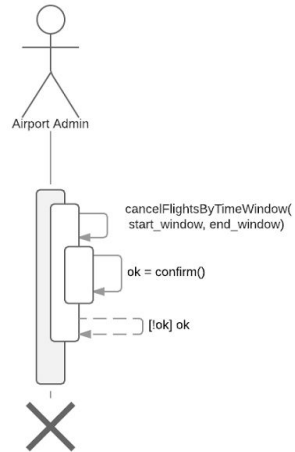 Airport Admin
cancelFlightsByTimeWindow(
start_window, end_window)
ok = confirm()
[!ok] ok